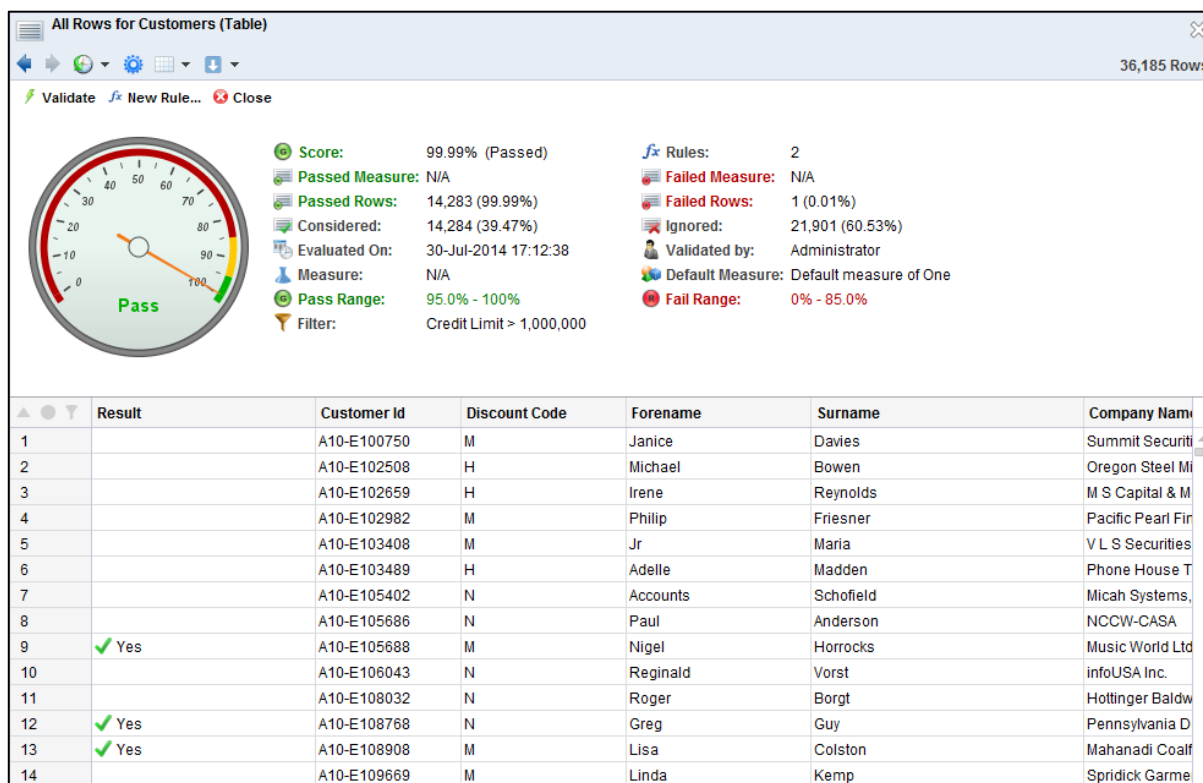 All Rows for Customers (Table)
36,185 Rows
Validate fx New Rule... Close
0 10 20 30 40 50 60 70 80 90 100
Pass
Score: 99.99% (Passed) fx Rules: 2
Passed Measure: N/A Failed Measure: N/A
Passed Rows: 14,283 (99.99%) Failed Rows: 1 (0.01%)
Considered: 14,284 (39.47%) Ignored: 21,901 (60.53%)
Evaluated On: 30-Jul-2014 17:12:38 Validated by: Administrator
Measure: N/A Default Measure: Default measure of One
G Pass Range: 95.0% - 100% R Fail Range: 0% - 85.0%
Filter: Credit Limit > 1,000,000
Result Customer Id Discount Code Forename Surname Company Name
1 A10-E100750 M Janice Davies Summit Securiti
2 A10-E102508 H Michael Bowen Oregon Steel Mi
3 A10-E102659 H Irene Reynolds M S Capital & M
4 A10-E102982 M Philip Friesner Pacific Pearl Fin
5 A10-E103408 M Jr Maria V L S Securities
6 A10-E103489 H Adelle Madden Phone House T
7 A10-E105402 N Accounts Schofield Micah Systems,
8 A10-E105686 N Paul Anderson NCCW-CASA
9 Yes A10-E105688 M Nigel Horrocks Music World Ltd
10 A10-E106043 N Reginald Vorst infoUSA Inc.
11 A10-E108032 N Roger Borgt Hottinger Baldw
12 Yes A10-E108768 N Greg Guy Pennsylvania D
13 Yes A10-E108908 M Lisa Colston Mahanadi Coalf
14 A10-E109669 M Linda Kemp Spridick Garme